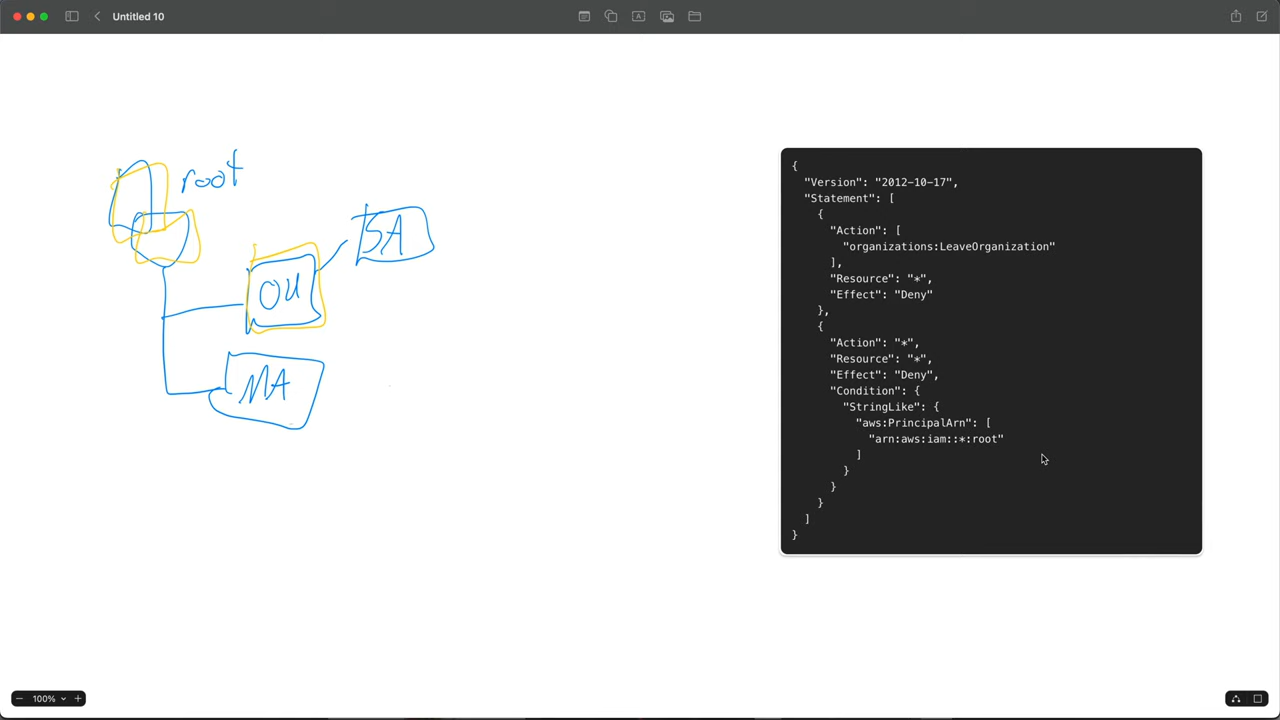 Untitled 10
root
SA
OU
MA
{
  "Version": "2012-10-17",
  "Statement": [
    {
      "Action": [
        "organizations:LeaveOrganization"
      ],
      "Resource": "*",
      "Effect": "Deny"
    },
    {
      "Action": "*",
      "Resource": "*",
      "Effect": "Deny",
      "Condition": {
        "StringLike": {
          "aws:PrincipalArn": [
            "arn:aws:iam::*:root"
          ]
        }
      }
    }
  ]
}
100%